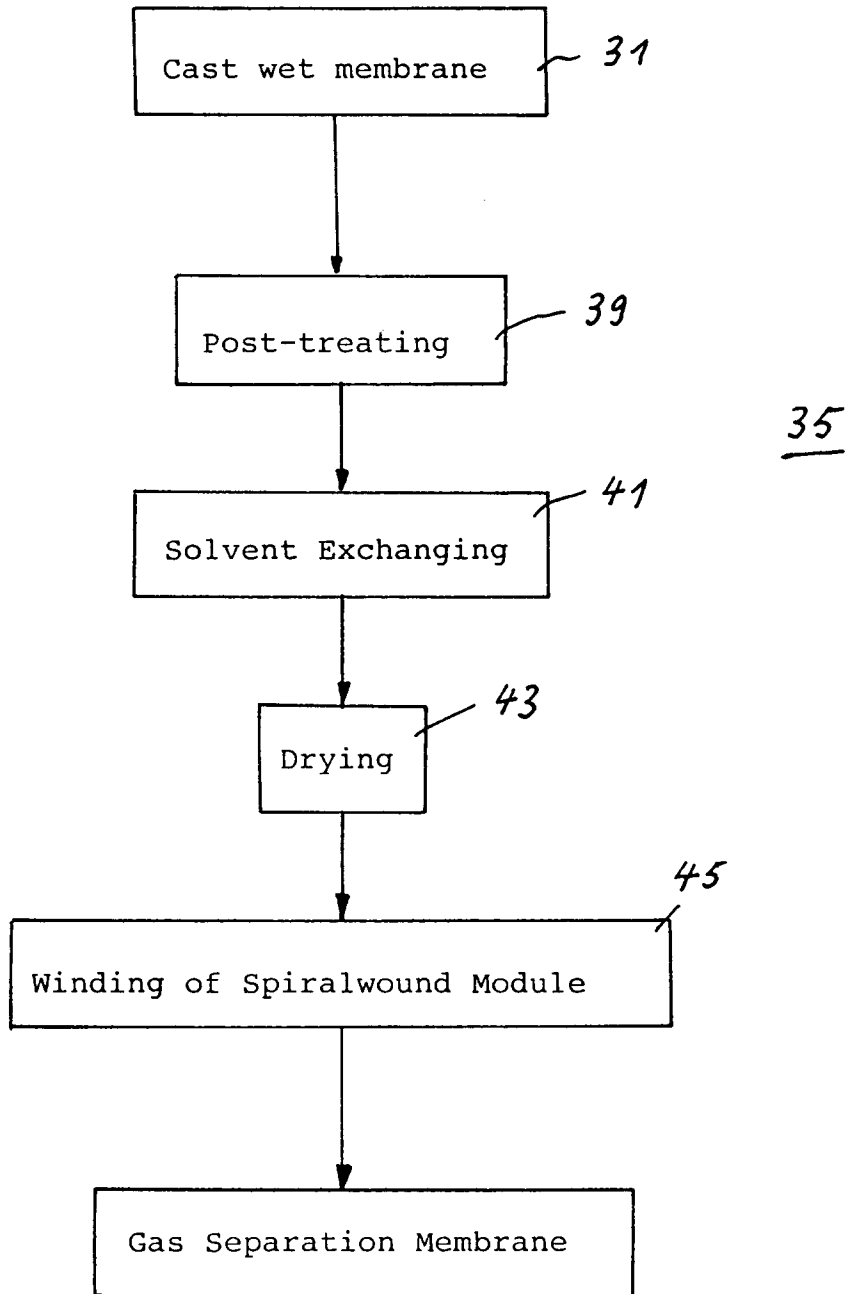 Cast wet membrane
31
Post-treating
39
35
Solvent Exchanging
41
Drying
43
45
Winding of Spiralwound Module
Gas Separation Membrane